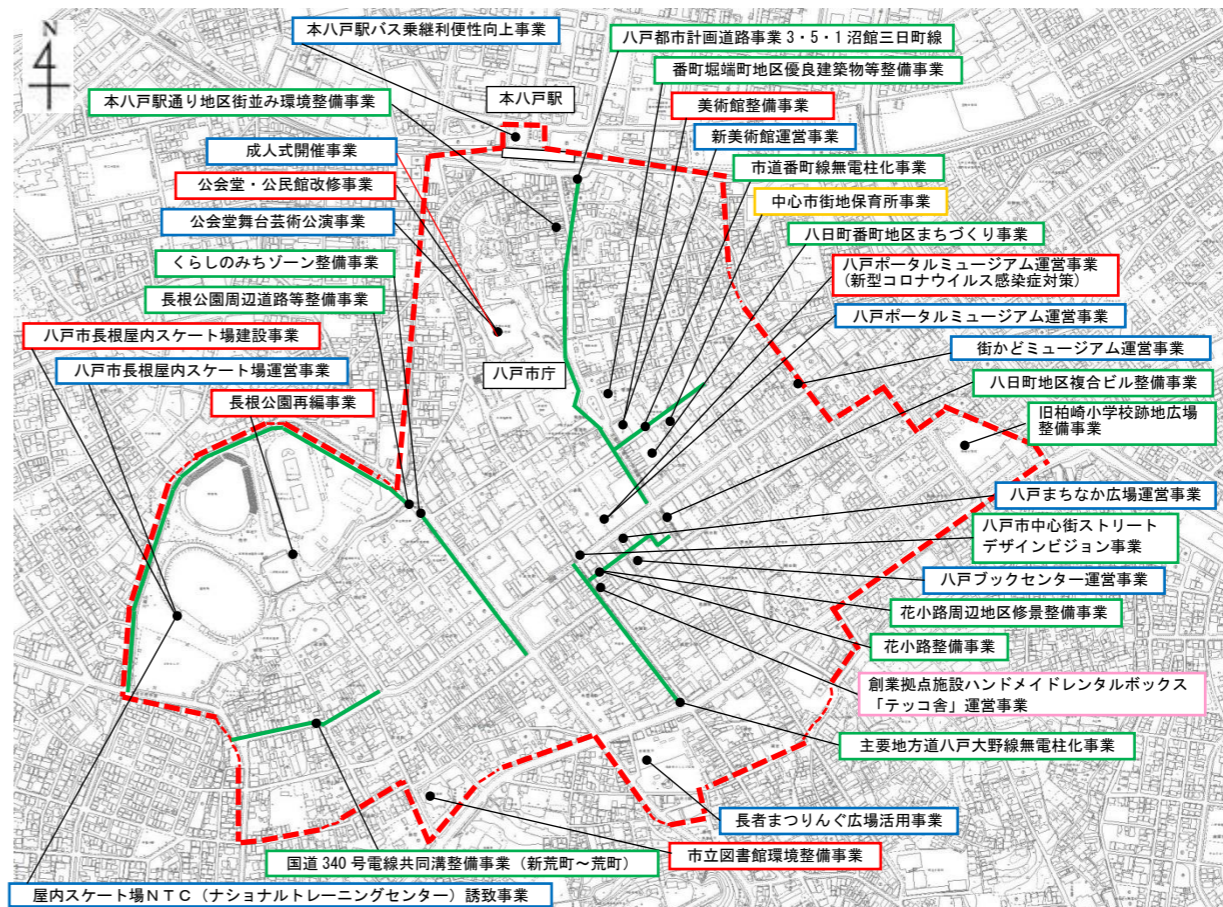 N
4
本八戸駅バス乗継利便性向上事業
八戸都市計画道路事業3・5・1沼館三日町線
番町堀端町地区優良建築物等整備事業
本八戸駅通り地区街並み環境整備事業
本八戸駅
美術館整備事業
新美術館運営事業
成人式開催事業
市道番町線無電柱化事業
公会堂・公民館改修事業
中心市街地保育所事業
公会堂舞台芸術公演事業
八日町番町地区まちづくり事業
くらしのみちゾーン整備事業
八戸ポータルミュージアム運営事業
(新型コロナウイルス感染症対策)
長根公園周辺道路等整備事業
八戸ポータルミュージアム運営事業
八戸市長根屋内スケート場建設事業
街かどミュージアム運営事業
八戸市長根屋内スケート場運営事業
八戸市庁
八日町地区複合ビル整備事業
長根公園再編事業
旧柏崎小学校跡地広場
整備事業
八戸まちなか広場運営事業
八戸市中心街ストリート
デザインビジョン事業
八戸ブックセンター運営事業
花小路周辺地区修景整備事業
花小路整備事業
創業拠点施設ハンドメイドレンタルボックス
「テッコ舎」運営事業
主要地方道八戸大野線無電柱化事業
長者まつりんぐ広場活用事業
市立図書館環境整備事業
国道340号電線共同溝整備事業(新荒町~荒町)
屋内スケート場NTC(ナショナルトレーニングセンター)誘致事業